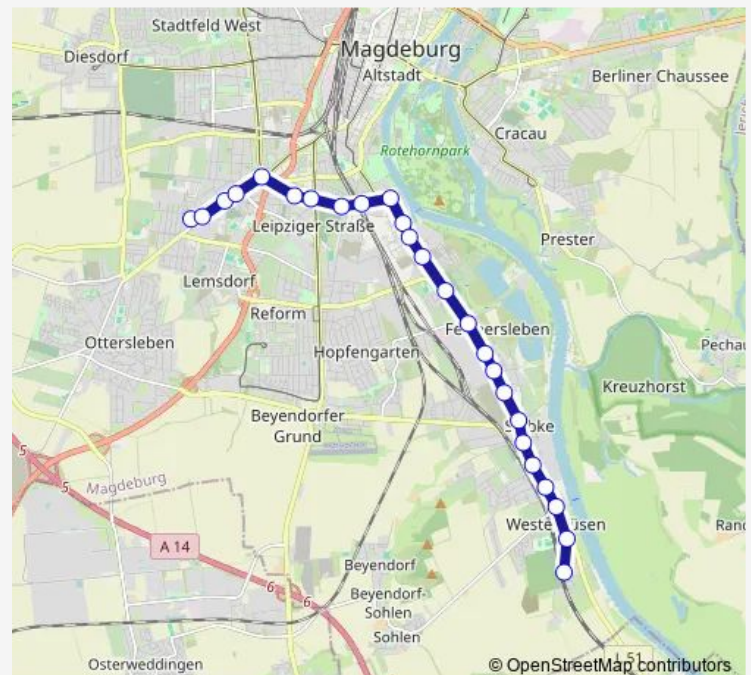 Stadtfeld West
Magdeburg
Diesdorf
Altstadt
Berliner Chaussee
Cracau
Rotehornpark
Leipziger Straße
Prester
Lemsdorf
Reform
Ottersleben
Hopfengarten
Pechau
Kreuzhorst
Beyendorfer
Grund
5
5
Magdeburg
A 14
Beyendorf
6
6
Beyendorf-
Sohlen
Sohlen
Osterweddingen
L 51
© OpenStreetMap contributors